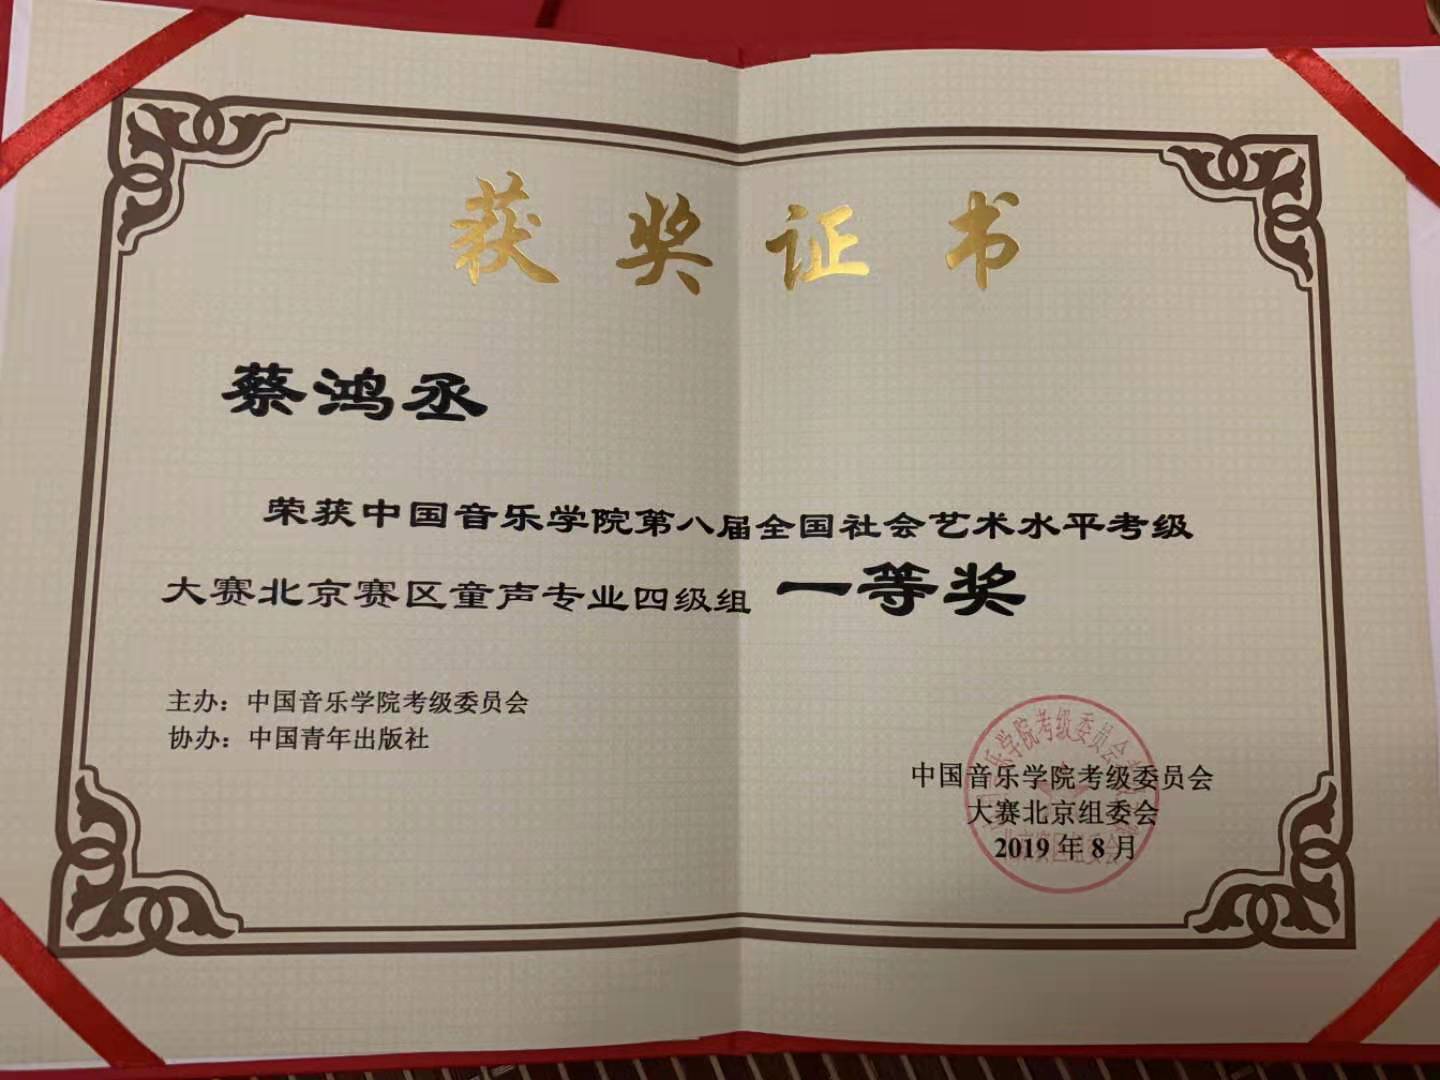 获奖证书
蔡鸿丞
荣获中国音乐学院第八届全国社会艺术水平考级
大赛北京赛区童声专业四级组 一等奖
主办：中国音乐学院考级委员会
协办：中国青年出版社
中国音乐学院考级委员会
大赛北京组委会
2019 年 8 月